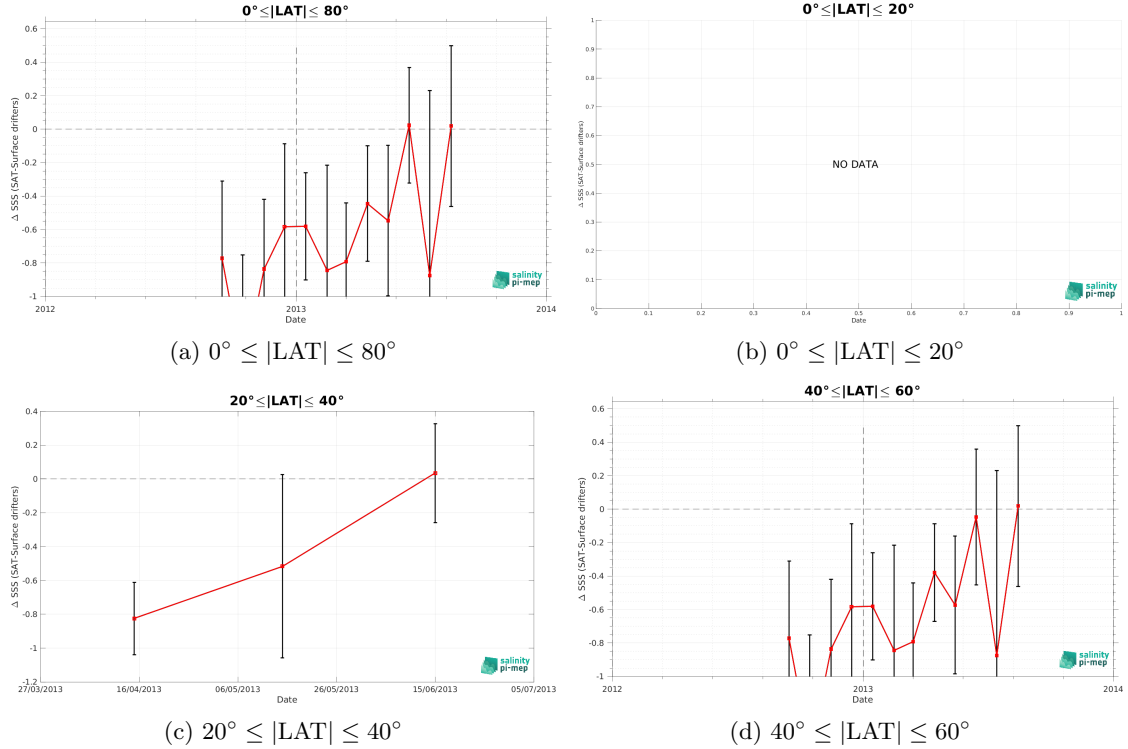 0°≤|LAT|≤ 80°
0.6
0.4
0.2
0
-0.2
-0.4
-0.6
-0.8
-1
Δ SSS (SAT-Surface drifters)
2012
2013
2014
Date
salinity
pi-mep
(a) 0° ≤ |LAT| ≤ 80°
0°≤|LAT|≤ 20°
1
0.9
0.8
0.7
0.6
0.5
0.4
0.3
0.2
0.1
0
Δ SSS (SAT-Surface drifters)
NO DATA
0
0.1
0.2
0.3
0.4
0.5
0.6
0.7
0.8
0.9
1
Date
salinity
pi-mep
(b) 0° ≤ |LAT| ≤ 20°
20°≤|LAT|≤ 40°
0.4
0.2
0
-0.2
-0.4
-0.6
-0.8
-1
-1.2
Δ SSS (SAT-Surface drifters)
27/03/2013
16/04/2013
06/05/2013
26/05/2013
15/06/2013
05/07/2013
Date
salinity
pi-mep
(c) 20° ≤ |LAT| ≤ 40°
40°≤|LAT|≤ 60°
0.6
0.4
0.2
0
-0.2
-0.4
-0.6
-0.8
-1
Δ SSS (SAT-Surface drifters)
2012
2013
2014
Date
salinity
pi-mep
(d) 40° ≤ |LAT| ≤ 60°